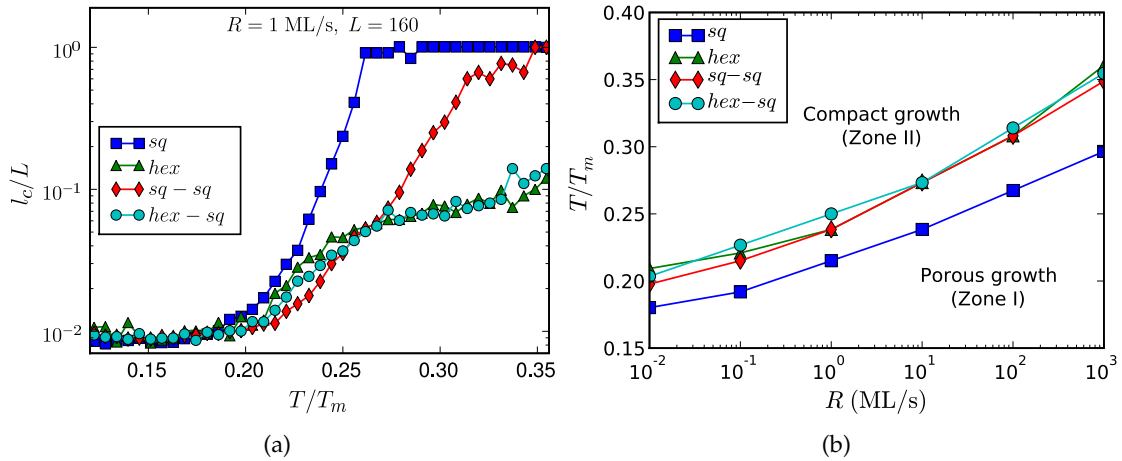 R = 1 ML/s, L = 160
10^0
10^{-1}
10^{-2}
l_c/L
sq
hex
sq − sq
hex − sq
0.15 0.20 0.25 0.30 0.35
T/T_m
(a)
0.40
0.35
0.30
0.25
0.20
0.15
T/T_m
sq
hex
sq−sq
hex−sq
Compact growth
(Zone II)
Porous growth
(Zone I)
10^{-2} 10^{-1} 10^0 10^1 10^2 10^3
R (ML/s)
(b)